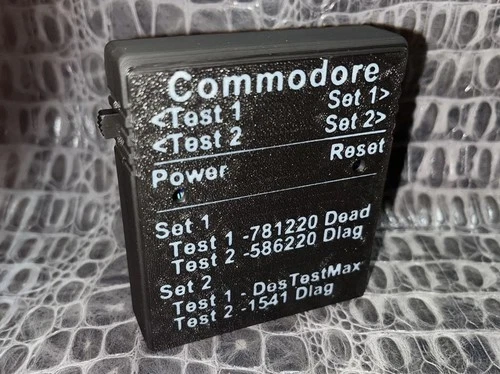 Commodore
<Test 1 Set 1>
<Test 2 Set 2>
Power Reset
Set 1
Test 1 -781220 Dead
Test 2 -586220 Diag
Set 2
Test 1 - DesTestMax
Test 2 -1541 Diag